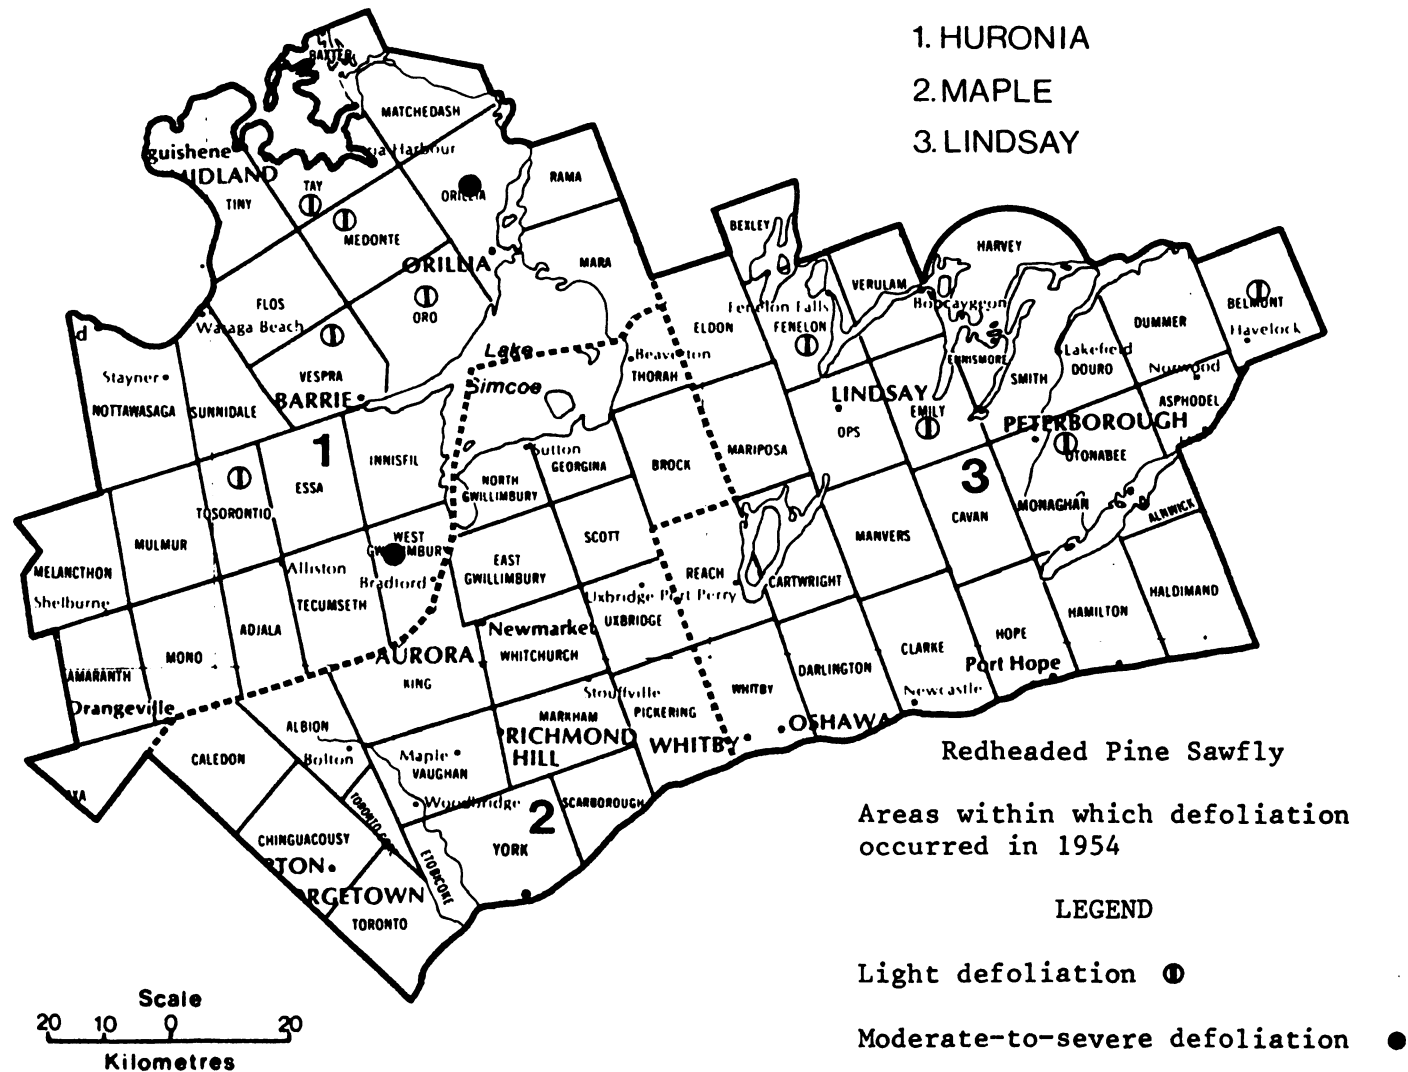 1. HURONIA
2. MAPLE
3. LINDSAY
BAXTER
MATCHEDASH
ia Harbour
guishene
MIDLAND
TAY
TINY
ORILLIA
RAMA
MEDONTE
ORILLIA
MARA
BEXLEY
HARVEY
FLOS
Wasaga Beach
ORO
VERULAM
Bobcaygeon
BELMONT
Havelock
d
Lake
Simcoe
Beaverton
THORAH
ELDON
Fenelon Falls
FENELON
ENNISMORE
Lakefield
DOURO
DUMMER
SMITH
Norwood
ASPHODEL
Stayner
NOTTAWASAGA
SUNNIDALE
VESPRA
BARRIE
LINDSAY
EMILY
OPS
PETERBOROUGH
OTONABEE
1
ESSA
INNISFIL
Sutton
GEORGINA
NORTH
GWILLIMBURY
BROCK
MARIPOSA
3
CAVAN
MONAGHAN
ALNWICK
TOSORONTIO
MULMUR
WEST
GWILLIMBURY
SCOTT
MANVERS
MELANCTHON
Shelburne
Alliston
Bradford
TECUMSETH
EAST
GWILLIMBURY
REACH
CARTWRIGHT
Uxbridge
Port Perry
UXBRIDGE
HAMILTON
HALDIMAND
ADJALA
MONO
AURORA
KING
Newmarket
WHITCHURCH
CLARKE
HOPE
Port Hope
AMARANTH
Orangeville
Stouffville
PICKERING
WHITBY
DARLINGTON
Newcastle
ALBION
Bolton
CALEDON
Maple
VAUGHAN
MARKHAM
RICHMOND
HILL
WHITBY
OSHAWA
Woodbridge
2
SCARBOROUGH
YORK
CHINGUACOUSY
TON
RGETOWN
TORONTO
ETOBICOKE
Redheaded Pine Sawfly
Areas within which defoliation
occurred in 1954
LEGEND
Light defoliation
Moderate-to-severe defoliation
Scale
20 10 0 20
Kilometres